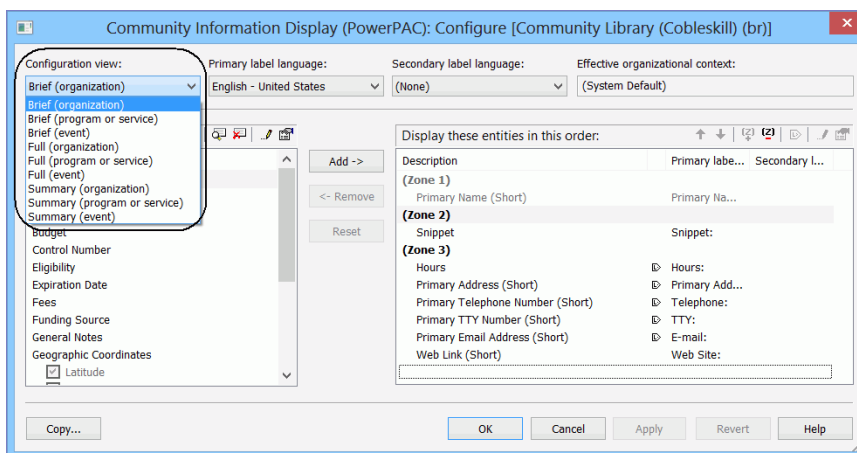 Community Information Display (PowerPAC): Configure [Community Library (Cobleskill) (br)]
Configuration view: Primary label language: Secondary label language: Effective organizational context:
Brief (organization) English - United States (None) (System Default)
Brief (organization)
Brief (program or service)
Brief (event)
Full (organization)
Full (program or service)
Full (event)
Summary (organization)
Summary (program or service)
Summary (event)
Budget
Control Number
Eligibility
Expiration Date
Fees
Funding Source
General Notes
Geographic Coordinates
Latitude
Add ->
<- Remove
Reset
Display these entities in this order:
Description Primary labe... Secondary l...
(Zone 1)
Primary Name (Short) Primary Na...
(Zone 2)
Snippet Snippet:
(Zone 3)
Hours Hours:
Primary Address (Short) Primary Add...
Primary Telephone Number (Short) Telephone:
Primary TTY Number (Short) TTY:
Primary Email Address (Short) E-mail:
Web Link (Short) Web Site:
Copy... OK Cancel Apply Revert Help